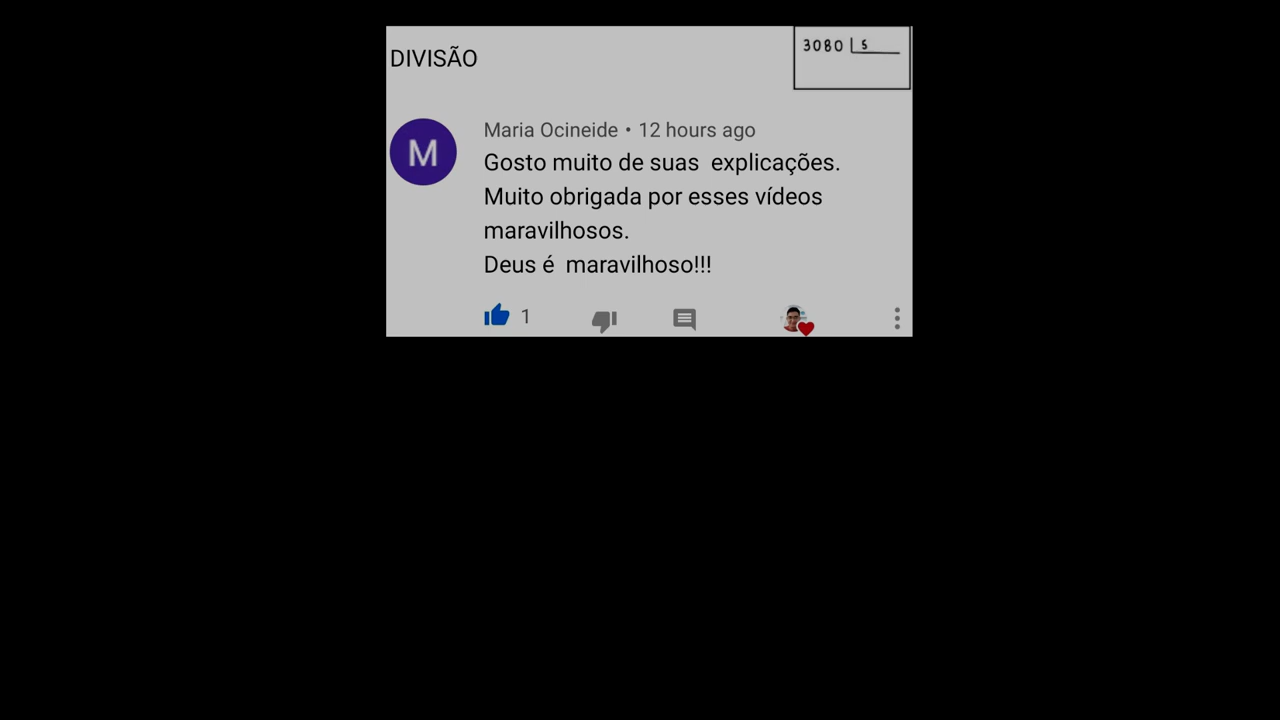 DIVISÃO
3080 5
M
Maria Ocineide • 12 hours ago
Gosto muito de suas explicações.
Muito obrigada por esses vídeos
maravilhosos.
Deus é maravilhoso!!!
1